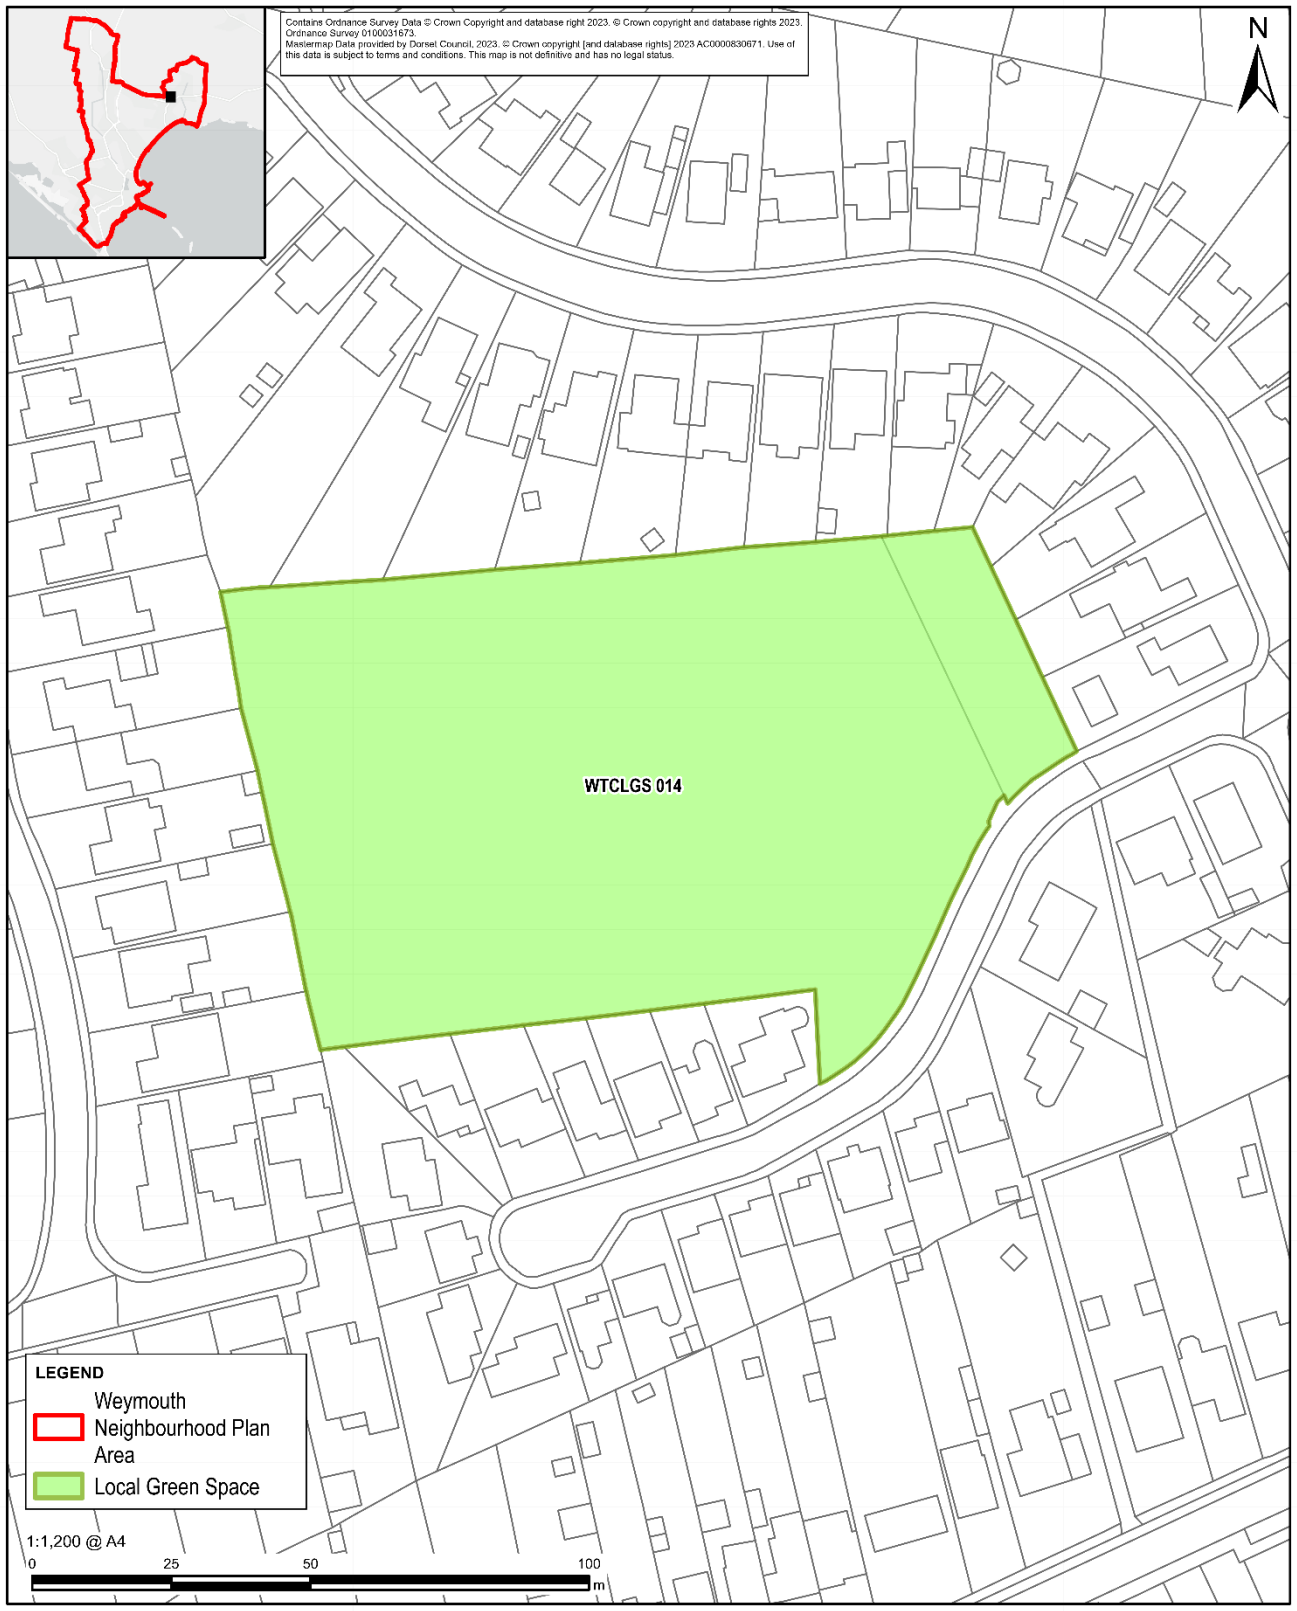 Contains Ordnance Survey Data © Crown Copyright and database right 2023. © Crown copyright and database rights 2023.
Ordnance Survey 0100031673.
Mastermap Data provided by Dorset Council, 2023. © Crown copyright [and database rights] 2023 AC0000830671. Use of
this data is subject to terms and conditions. This map is not definitive and has no legal status.
N
WTCLGS 014
LEGEND
Weymouth
Neighbourhood Plan
Area
Local Green Space
1:1,200 @ A4
0 25 50 100
m